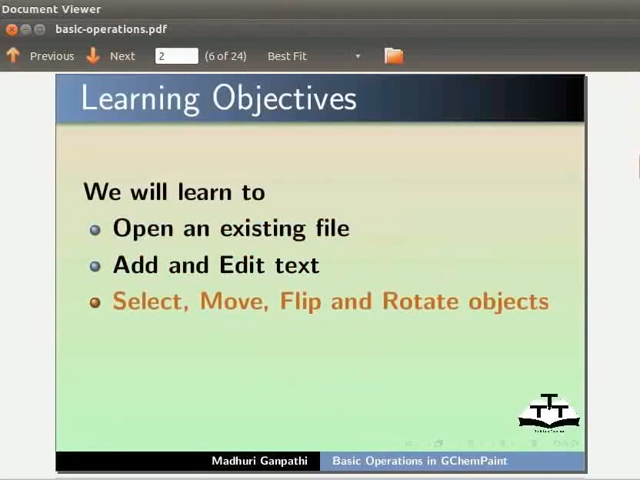 Document Viewer
basic-operations.pdf
Previous Next 2 (6 of 24) Best Fit
Learning Objectives
We will learn to
Open an existing file
Add and Edit text
Select, Move, Flip and Rotate objects
TTT
Madhuri Ganpathi Basic Operations in GChemPaint